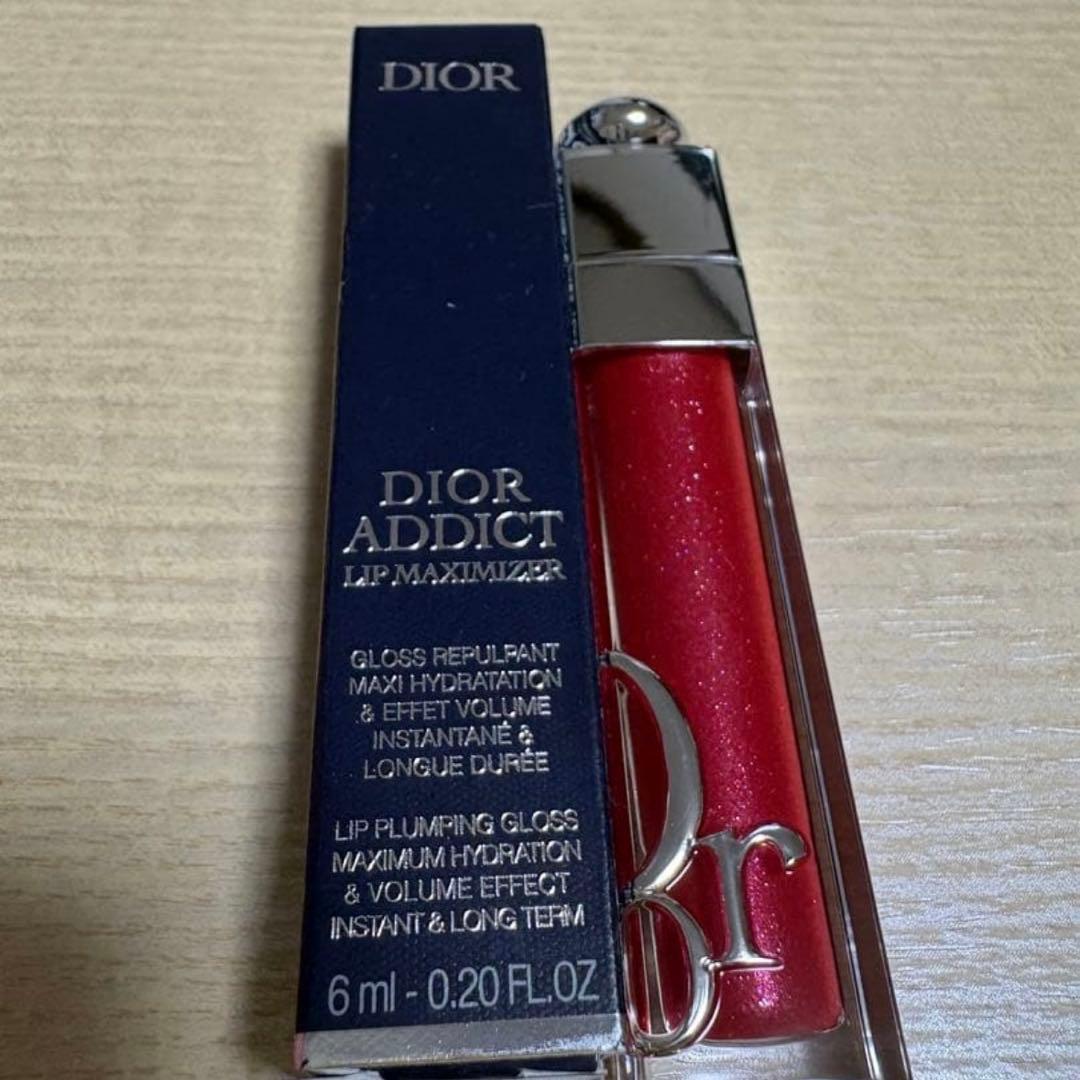 DIOR
DIOR
ADDICT
LIP MAXIMIZER
GLOSS REPULPANT
MAXI HYDRATATION
& EFFET VOLUME
INSTANTANÉ &
LONGUE DURÉE
LIP PLUMPING GLOSS
MAXIMUM HYDRATION
& VOLUME EFFECT
INSTANT & LONG TERM
6 ml - 0.20 FL.OZ
Dior